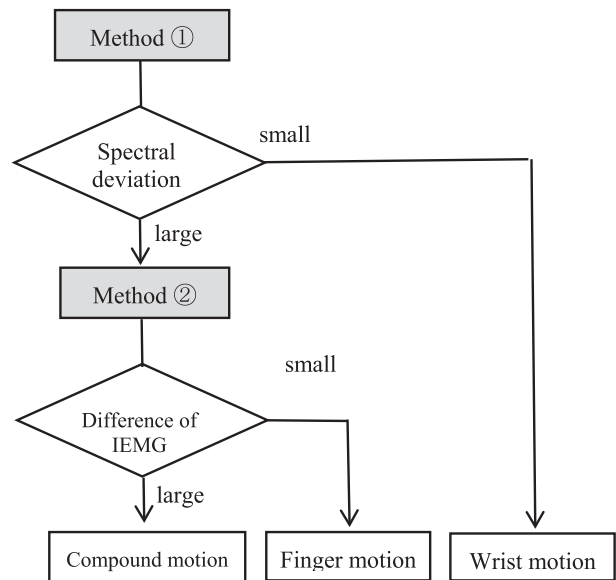 Method ①
small
Spectral
deviation
large
Method ②
small
Difference of
IEMG
large
Compound motion
Finger motion
Wrist motion